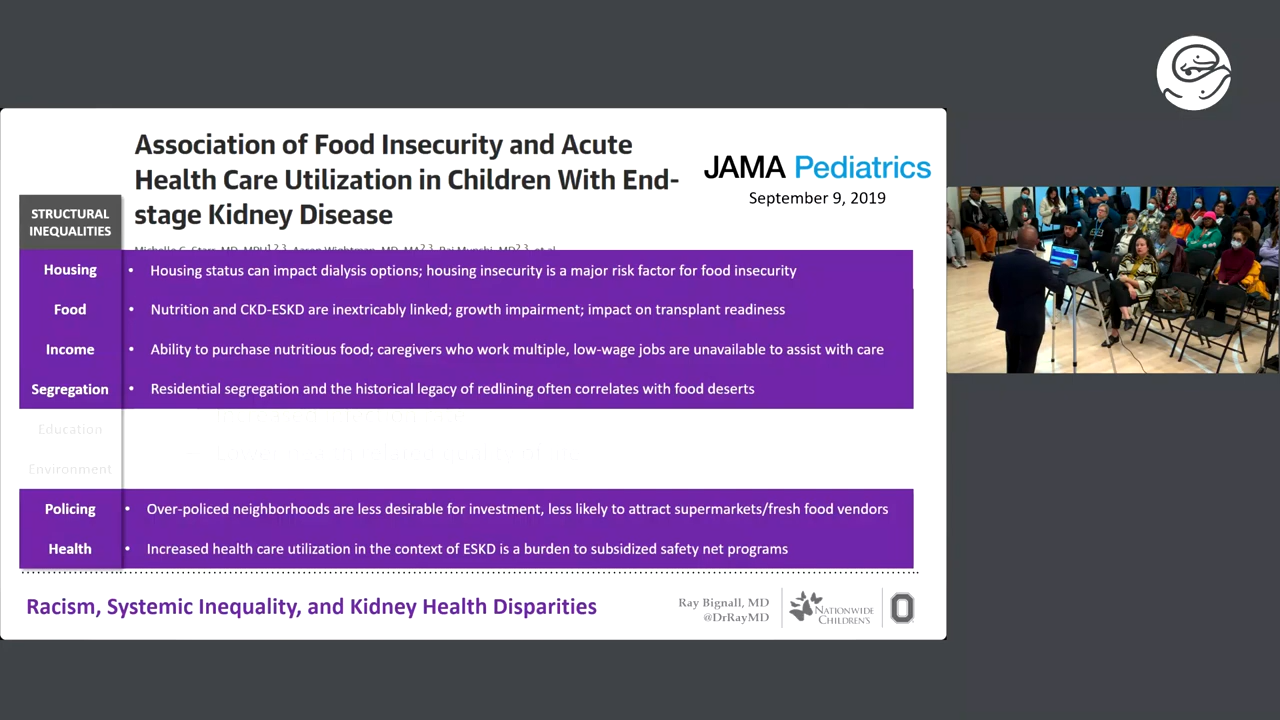 Association of Food Insecurity and Acute
Health Care Utilization in Children With End-
stage Kidney Disease
JAMA Pediatrics
September 9, 2019
STRUCTURAL
INEQUALITIES
Housing • Housing status can impact dialysis options; housing insecurity is a major risk factor for food insecurity
Food • Nutrition and CKD-ESKD are inextricably linked; growth impairment; impact on transplant readiness
Income • Ability to purchase nutritious food; caregivers who work multiple, low-wage jobs are unavailable to assist with care
Segregation • Residential segregation and the historical legacy of redlining often correlates with food deserts
Education
Environment
Policing • Over-policed neighborhoods are less desirable for investment, less likely to attract supermarkets/fresh food vendors
Health • Increased health care utilization in the context of ESKD is a burden to subsidized safety net programs
Racism, Systemic Inequality, and Kidney Health Disparities
Ray Bignall, MD
@DrRayMD
NATIONWIDE
CHILDREN'S